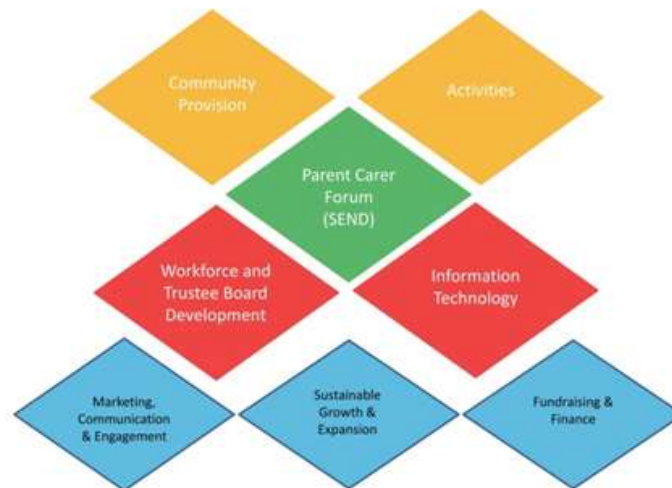 Community
Provision
Activities
Parent Carer
Forum
(SEND)
Workforce and
Trustee Board
Development
Information
Technology
Marketing,
Communication
& Engagement
Sustainable
Growth &
Expansion
Fundraising &
Finance